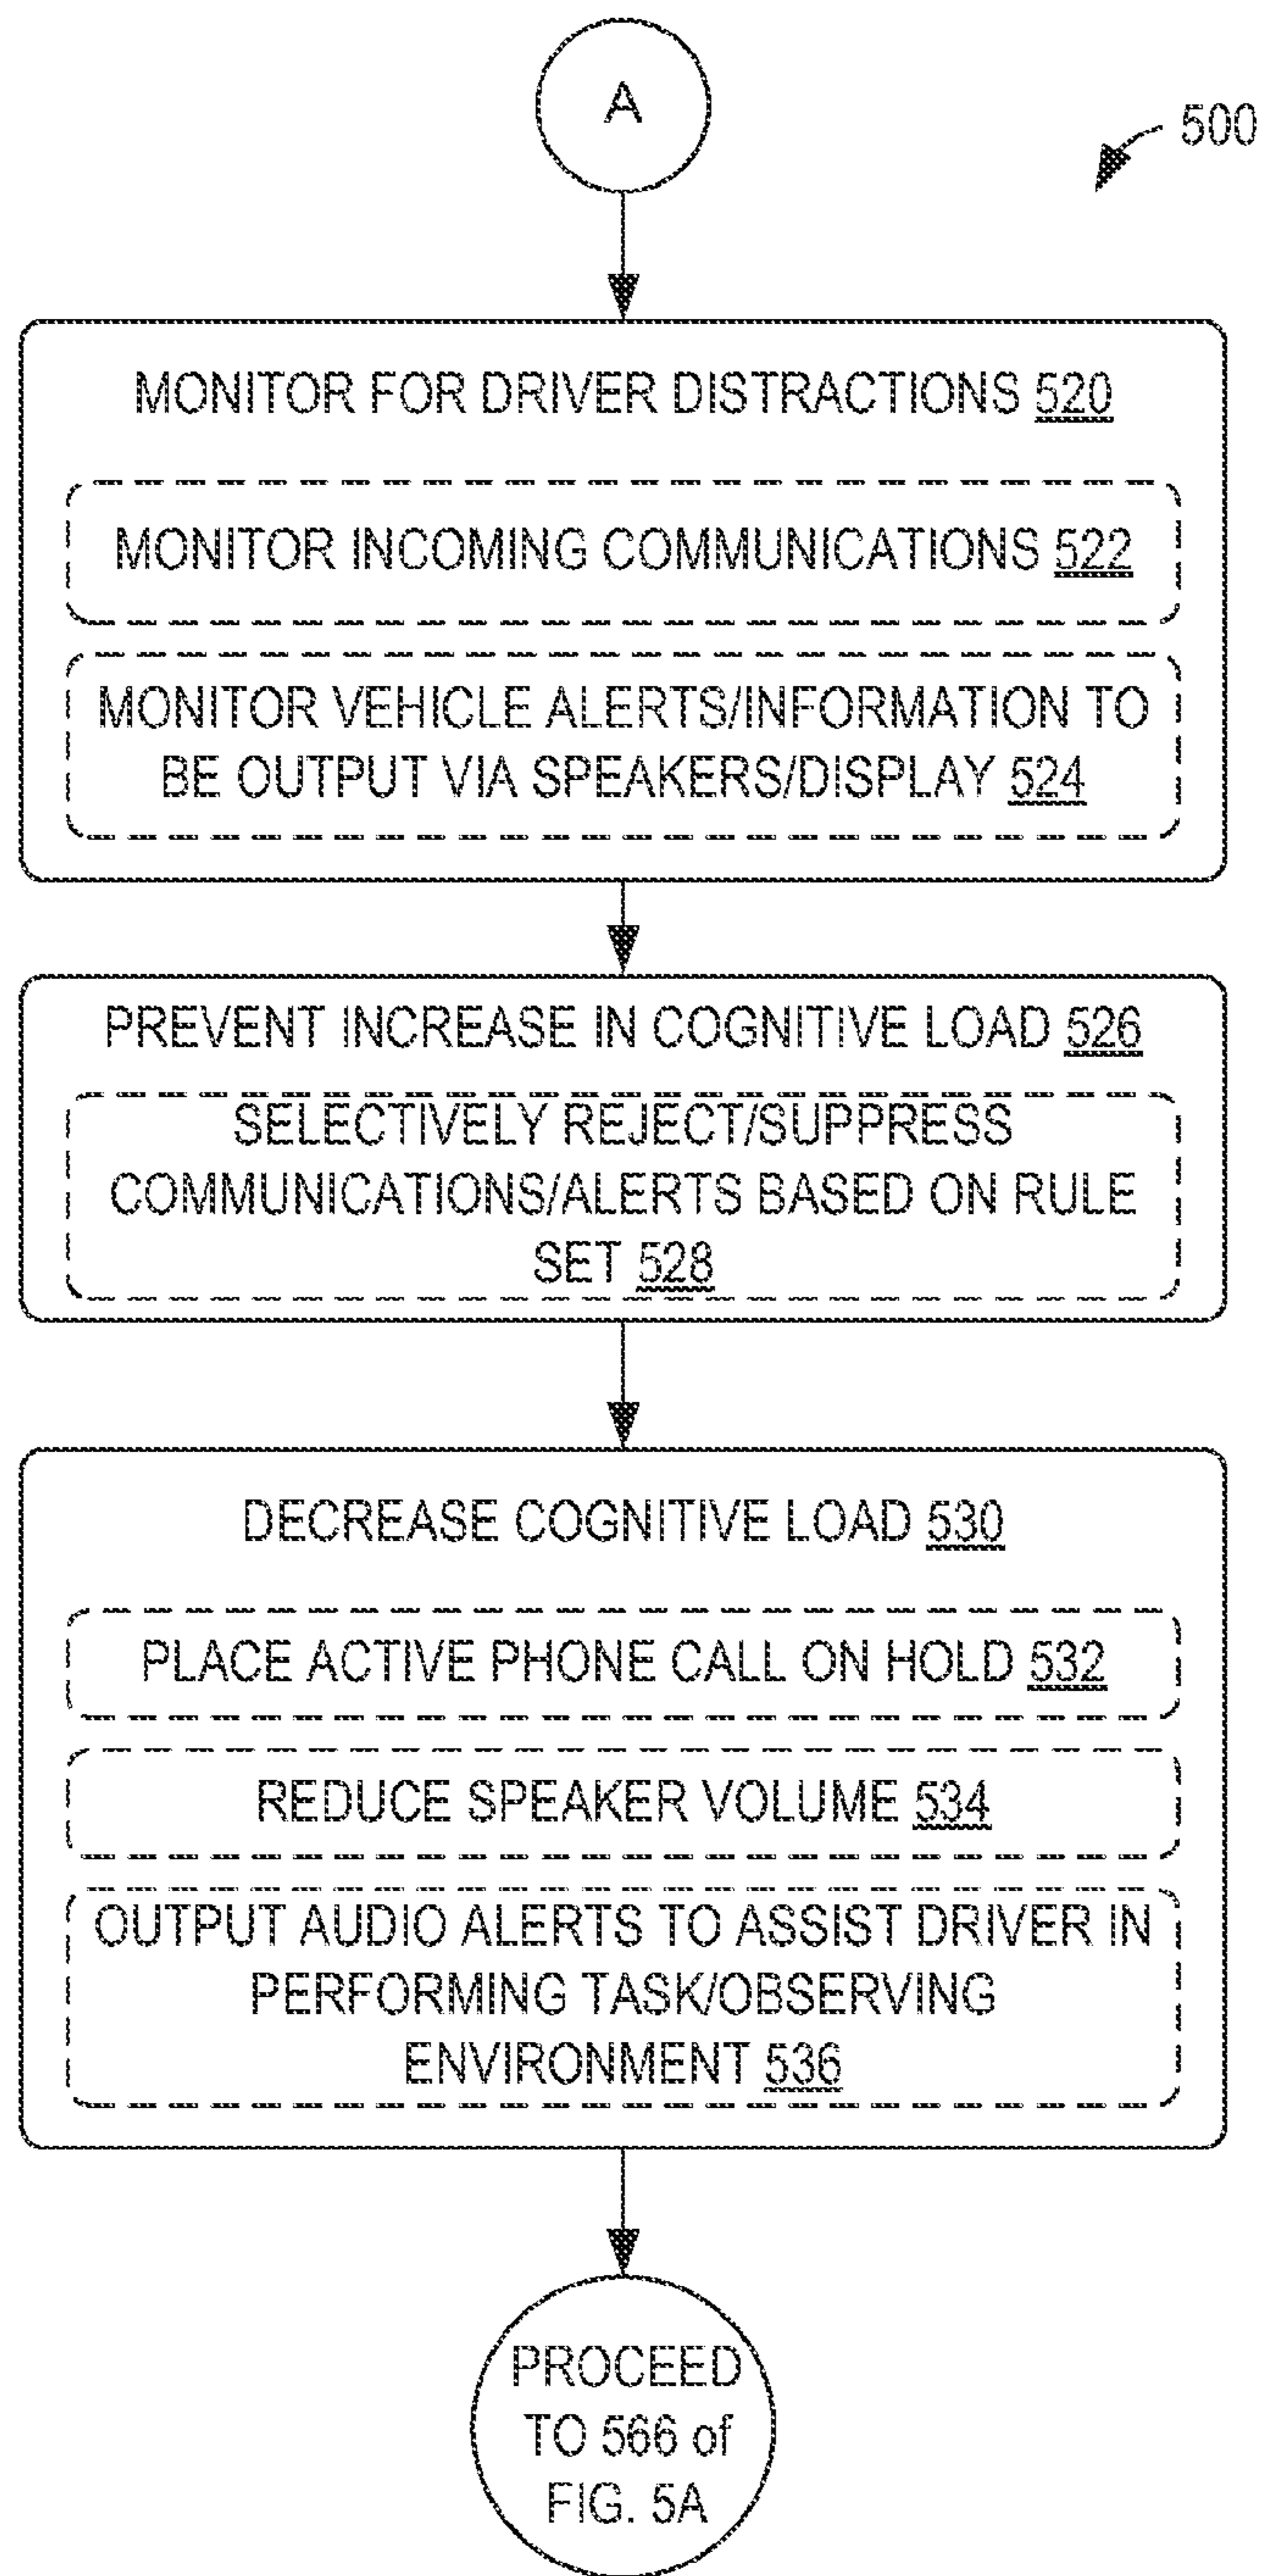 A
500
MONITOR FOR DRIVER DISTRACTIONS 520
MONITOR INCOMING COMMUNICATIONS 522
MONITOR VEHICLE ALERTS/INFORMATION TO
BE OUTPUT VIA SPEAKERS/DISPLAY 524
PREVENT INCREASE IN COGNITIVE LOAD 526
SELECTIVELY REJECT/SUPPRESS
COMMUNICATIONS/ALERTS BASED ON RULE
SET 528
DECREASE COGNITIVE LOAD 530
PLACE ACTIVE PHONE CALL ON HOLD 532
REDUCE SPEAKER VOLUME 534
OUTPUT AUDIO ALERTS TO ASSIST DRIVER IN
PERFORMING TASK/OBSERVING
ENVIRONMENT 536
PROCEED
TO 566 of
FIG. 5A